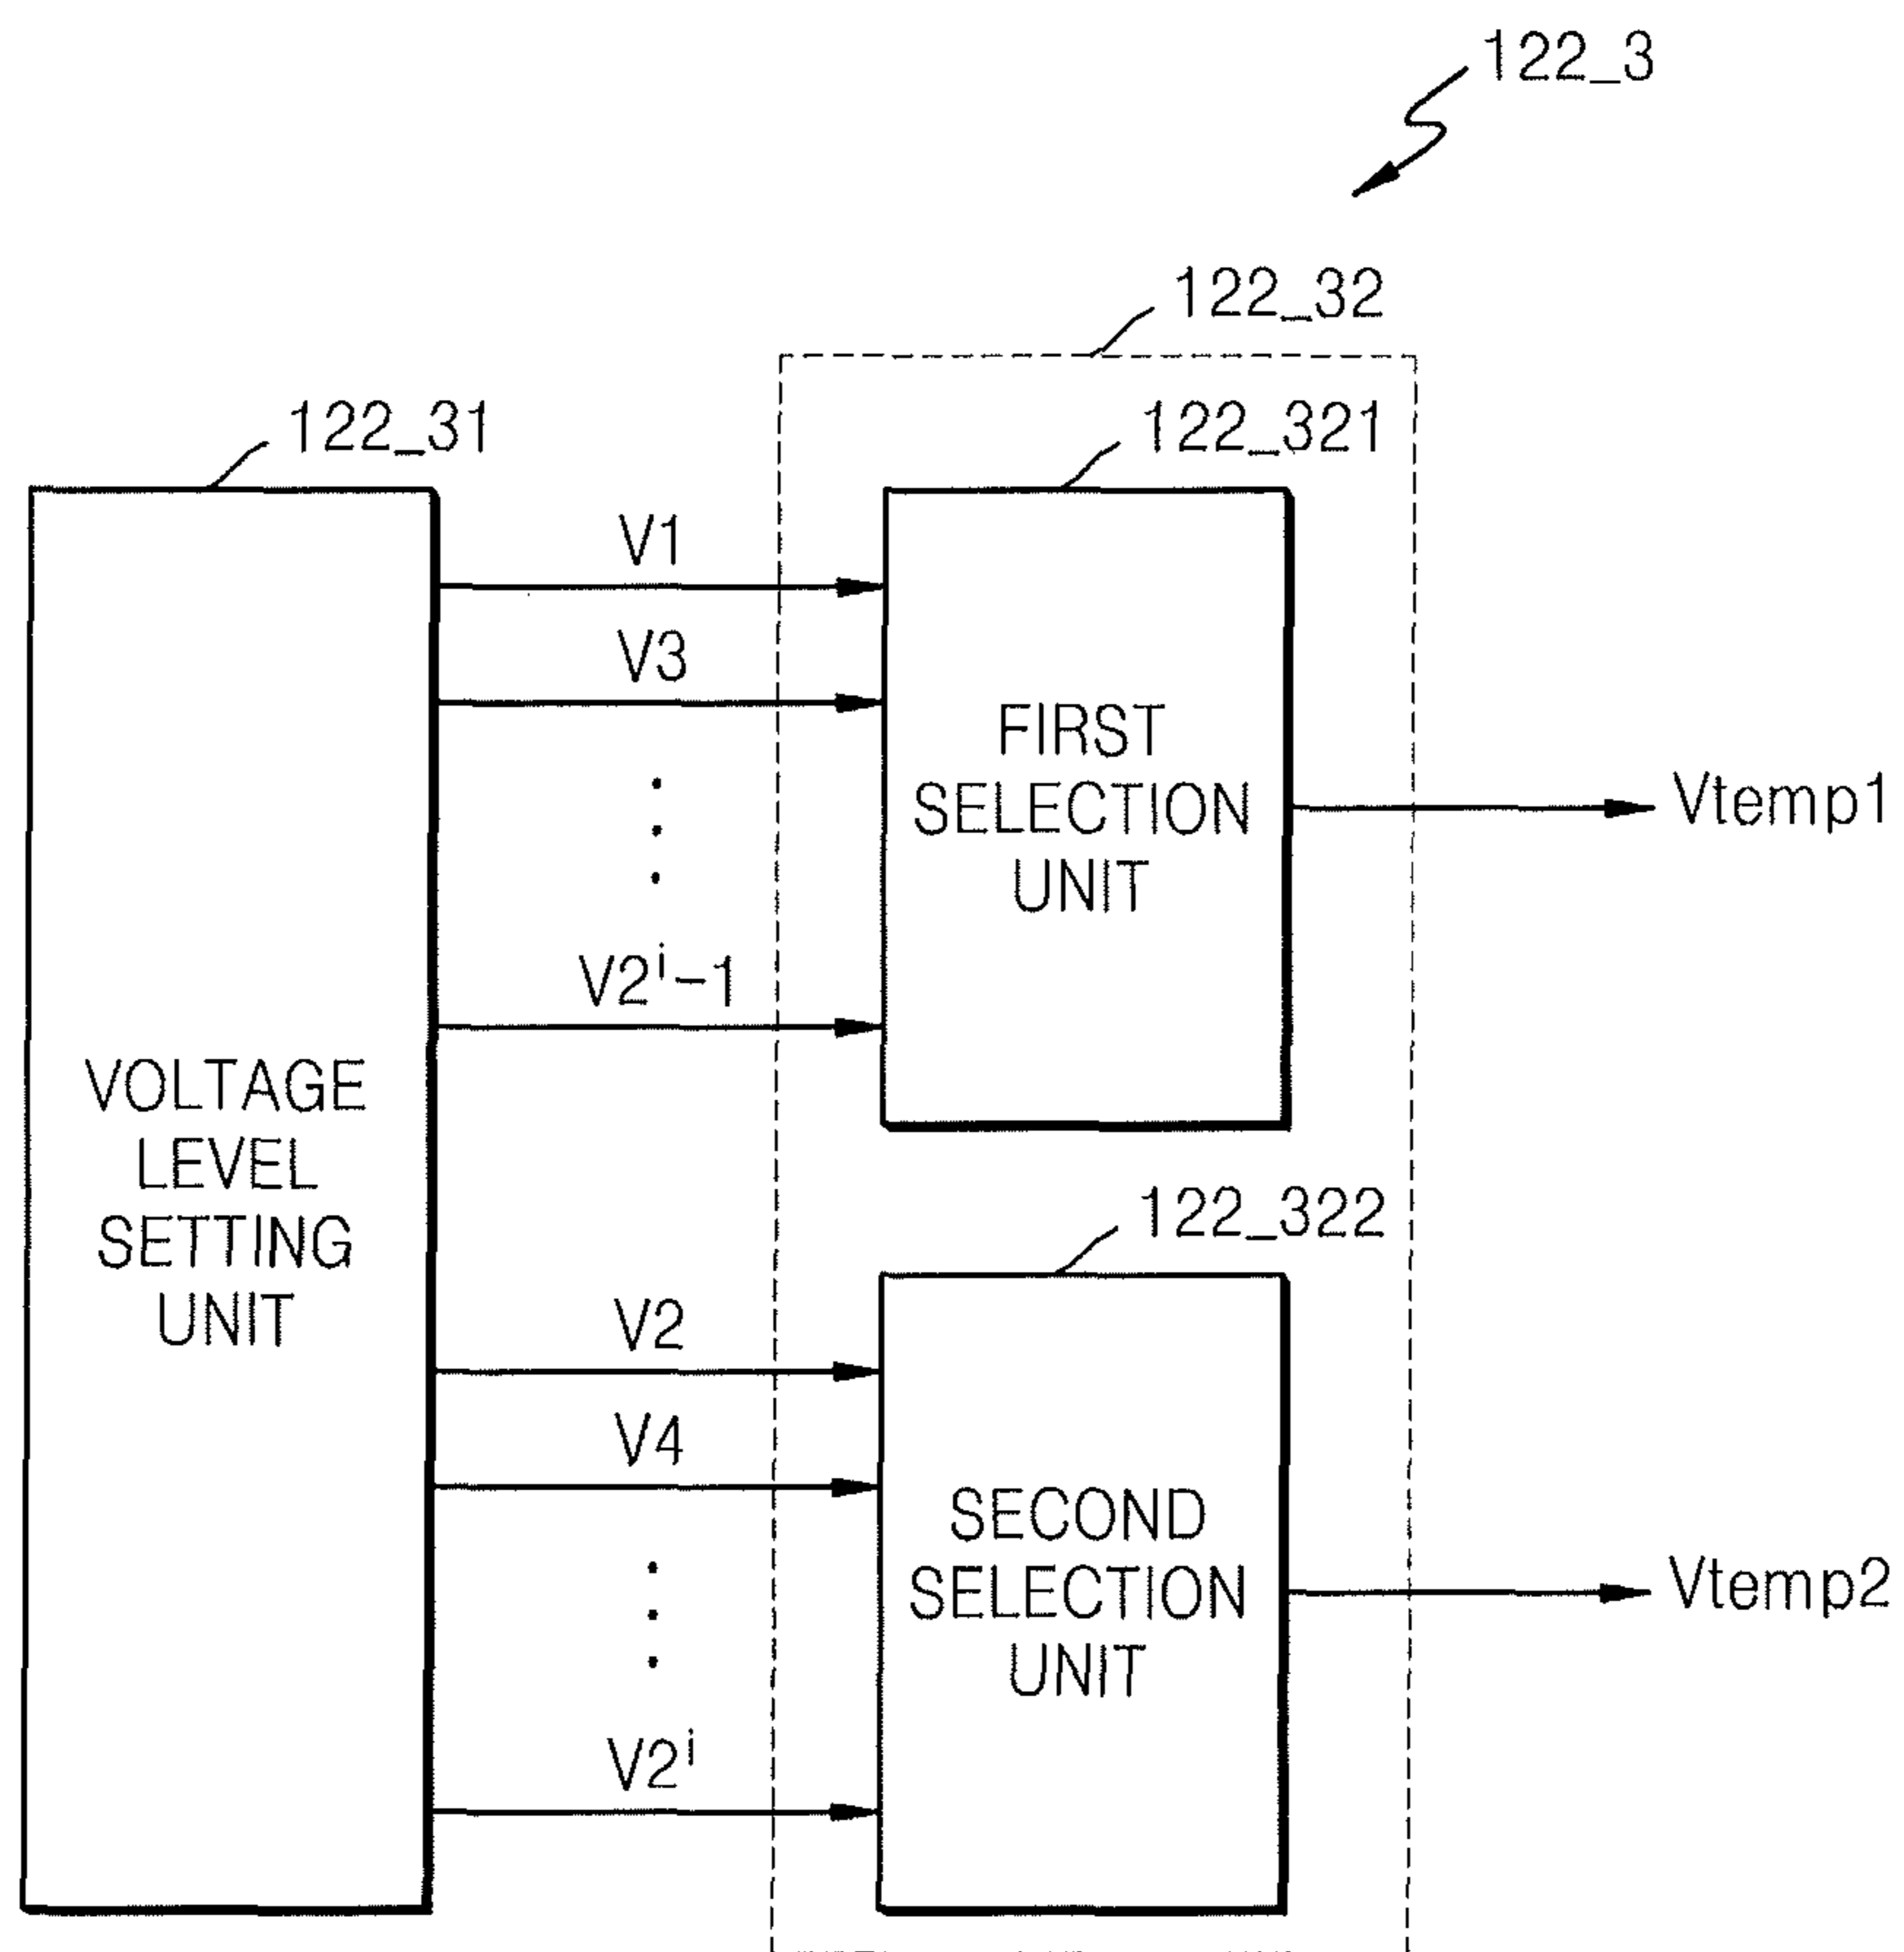 122_3
122_32
122_31
122_321
V1
V3
V2ⁱ-1
FIRST
SELECTION
UNIT
Vtemp1
VOLTAGE
LEVEL
SETTING
UNIT
122_322
V2
V4
V2ⁱ
SECOND
SELECTION
UNIT
Vtemp2